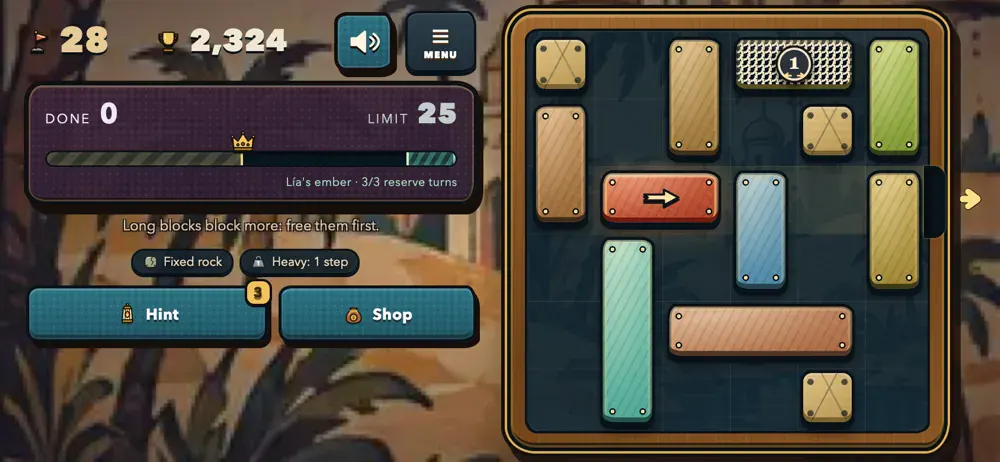 28
2,324
MENU
DONE 0
LIMIT 25
Lía's ember · 3/3 reserve turns
Long blocks block more: free them first.
Fixed rock
Heavy: 1 step
Hint
3
Shop
1